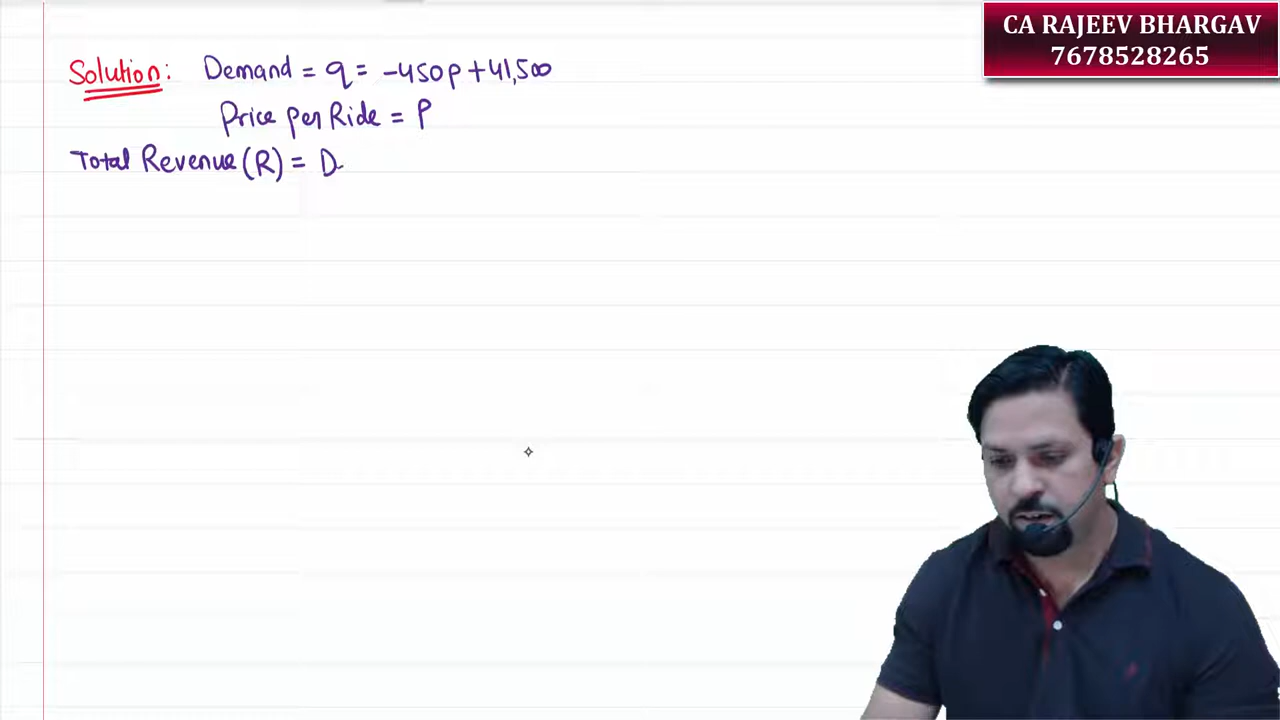 CA RAJEEV BHARGAV
7678528265
Solution: Demand = q = -450p + 41,500
Price per Ride = P
Total Revenue (R) = D